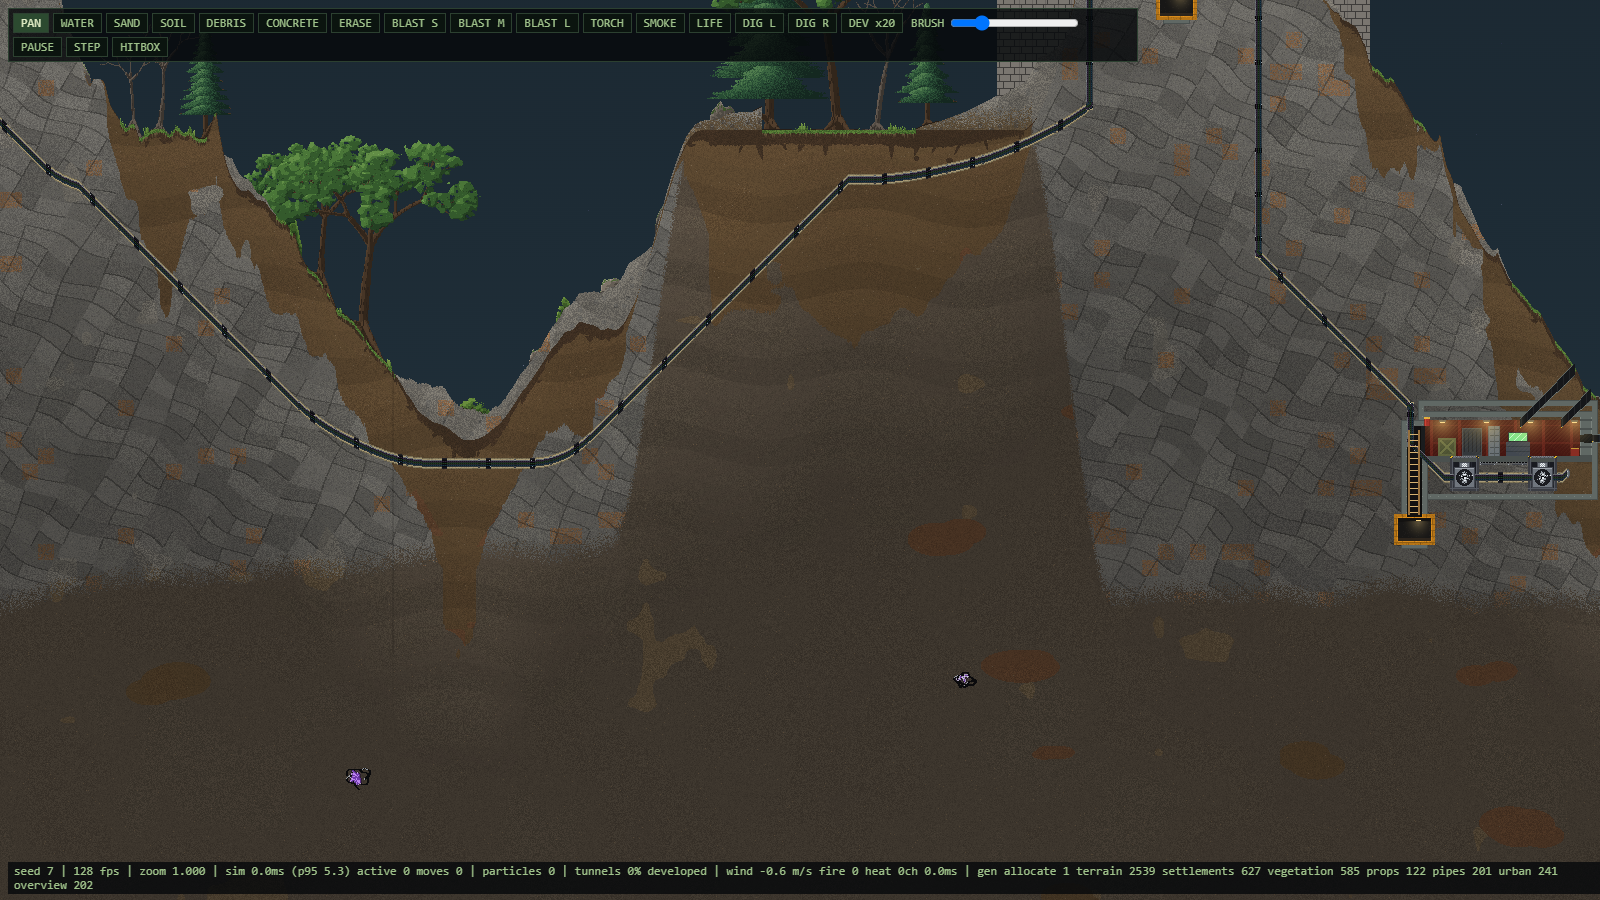 PAN WATER SAND SOIL DEBRIS CONCRETE ERASE BLAST S BLAST M BLAST L TORCH SMOKE LIFE DIG L DIG R DEV x20 BRUSH
PAUSE STEP HITBOX
seed 7 | 128 fps | zoom 1.000 | sim 0.0ms (p95 5.3) active 0 moves 0 | particles 0 | tunnels 0% developed | wind -0.6 m/s fire 0 heat 0ch 0.0ms | gen allocate 1 terrain 2539 settlements 627 vegetation 585 props 122 pipes 201 urban 241
overview 202